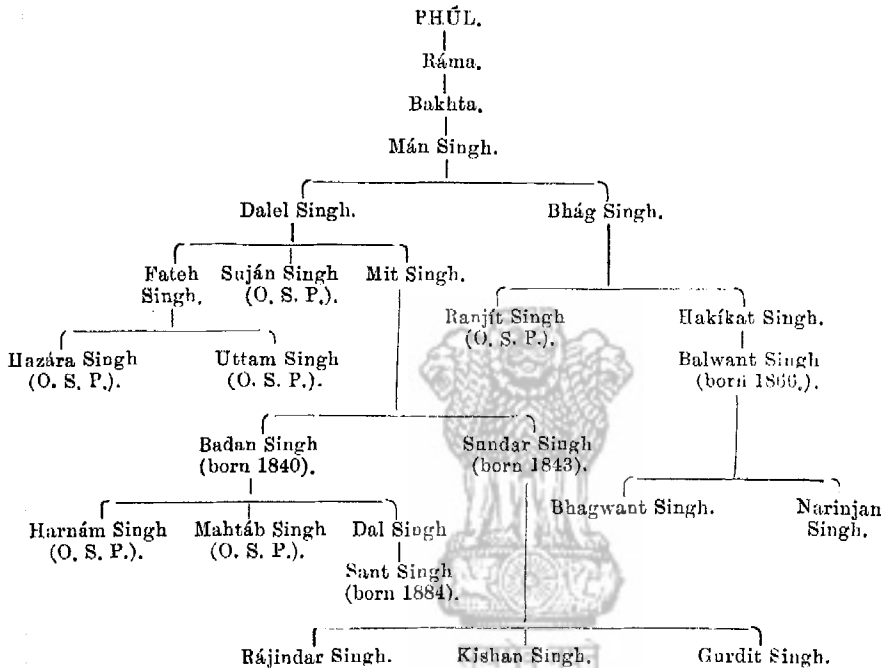 PHÚL.
Ráma.
Bakhta.
Mán Singh.
Dalel Singh. Bhág Singh.
Fateh Singh. Suján Singh (O. S. P.). Mit Singh.
Ranjít Singh (O. S. P.). Hakíkat Singh.
Hazára Singh (O. S. P.). Uttam Singh (O. S. P.). Balwant Singh (born 1866.).
Badan Singh (born 1840). Sundar Singh (born 1843).
Bhagwant Singh. Narinjan Singh.
Harnám Singh (O. S. P.). Mahtáb Singh (O. S. P.). Dal Singh
Sant Singh (born 1884).
Rájindar Singh. Kishan Singh. Gurdit Singh.